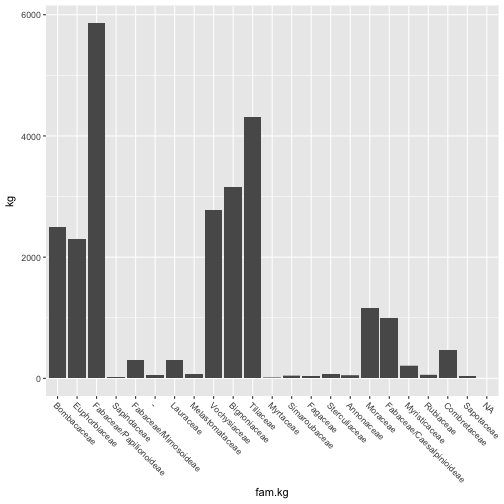 6000
4000
2000
0
kg
Bombacaceae
Euphorbiaceae
Fabaceae/Papilionoideae
Sapindaceae
Fabaceae/Mimosoideae
-
Lauraceae
Melastomataceae
Vochysiaceae
Bignoniaceae
Tiliaceae
Myrtaceae
Simaroubaceae
Fagaceae
Sterculiaceae
Annonaceae
Moraceae
Fabaceae/Caesalpinioideae
Myristicaceae
Rubiaceae
Combretaceae
Sapotaceae
NA
fam.kg